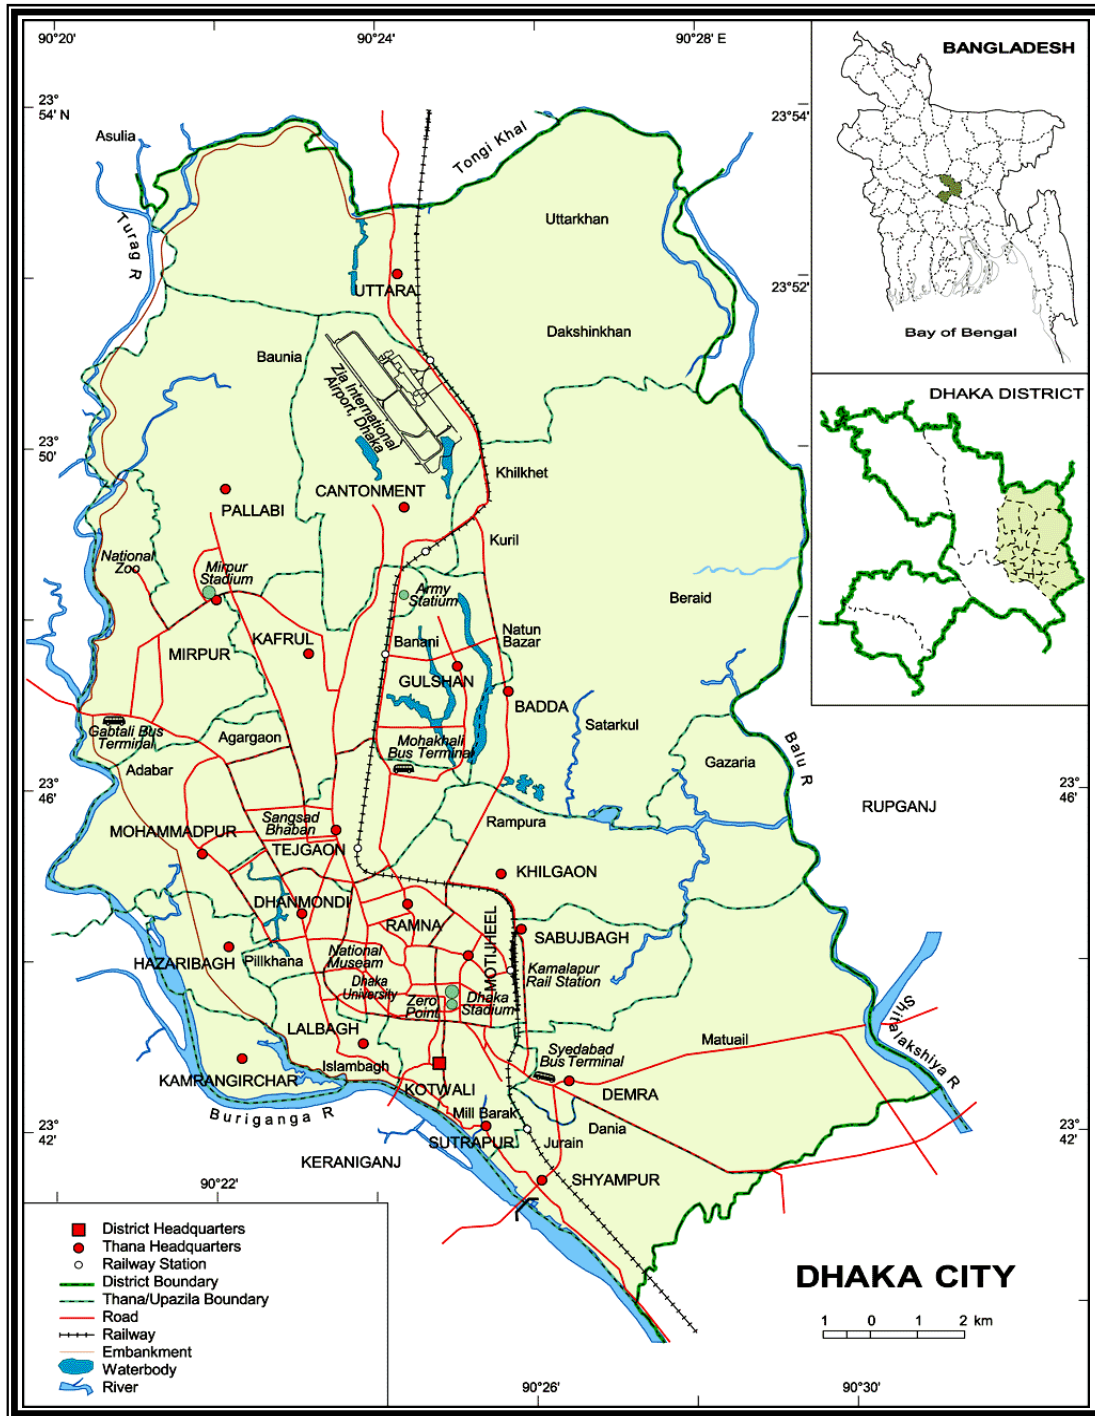 90°20'
90°24'
90°28' E
23°
54' N
23°54'
BANGLADESH
Asulia
Tongi Khal
Turag R
Uttarkhan
23°52'
UTTARA
Bay of Bengal
Dakshinkhan
Baunia
Zia International
Airport, Dhaka
DHAKA DISTRICT
23°
50'
Khilkhet
CANTONMENT
PALLABI
Kuril
National
Zoo
Mirpur
Stadium
Army
Statium
Beraid
KAFRUL
Banani
Natun
Bazar
MIRPUR
GULSHAN
BADDA
Gabtali Bus
Terminal
Agargaon
Mohakhali
Bus Terminal
Satarkul
Balu R
Gazaria
Adabar
23°
46'
RUPGANJ
Sangsad
Bhaban
Rampura
MOHAMMADPUR
TEJGAON
KHILGAON
DHANMONDI
RAMNA
MOTIJHEEL
SABUJBAGH
HAZARIBAGH
Pillkhana
National
Museam
Kamalapur
Rail Station
Dhaka
University
Zero
Point
Dhaka
Stadium
Shitalakshiya R
LALBAGH
Matuail
Syedabad
Bus Terminal
Islambagh
KAMRANGIRCHAR
KOTWALI
DEMRA
Buriganga R
Mill Barak
Dania
23°
42'
23°
42'
SUTRAPUR
Jurain
KERANIGANJ
SHYAMPUR
90°22'
District Headquarters
Thana Headquarters
Railway Station
District Boundary
Thana/Upazila Boundary
Road
Railway
Embankment
Waterbody
River
DHAKA CITY
1 0 1 2 km
90°26'
90°30'